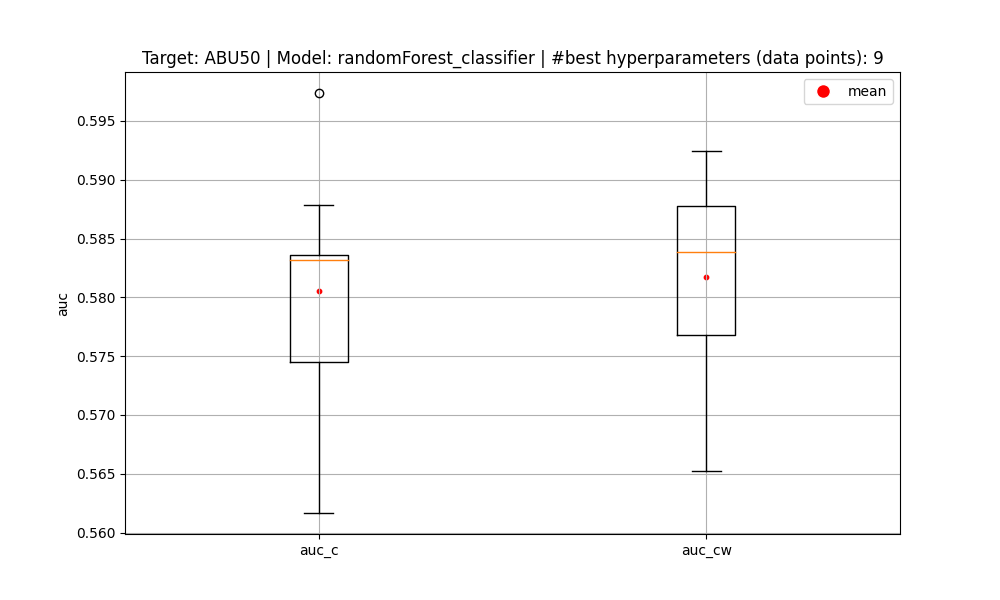 Target: ABU50 | Model: randomForest_classifier | #best hyperparameters (data points): 9
mean
0.595
0.590
0.585
0.580
0.575
0.570
0.565
0.560
auc
auc_c
auc_cw